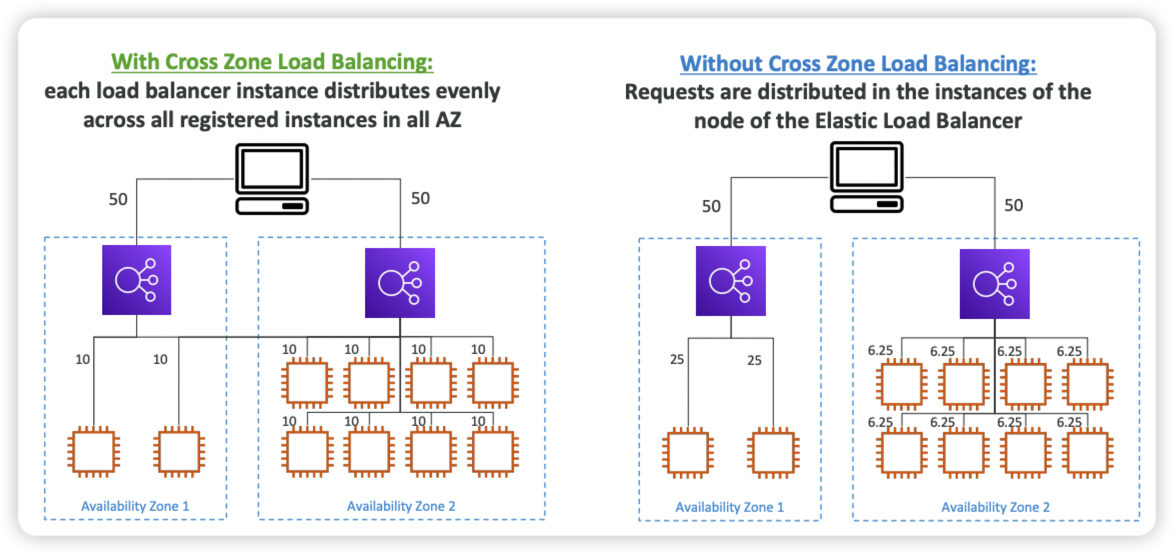 With Cross Zone Load Balancing:
each load balancer instance distributes evenly
across all registered instances in all AZ
50
50
10
10
10
10
10
10
10
10
10
10
Availability Zone 1
Availability Zone 2
Without Cross Zone Load Balancing:
Requests are distributed in the instances of the
node of the Elastic Load Balancer
50
50
25
25
6.25
6.25
6.25
6.25
6.25
6.25
6.25
6.25
Availability Zone 1
Availability Zone 2